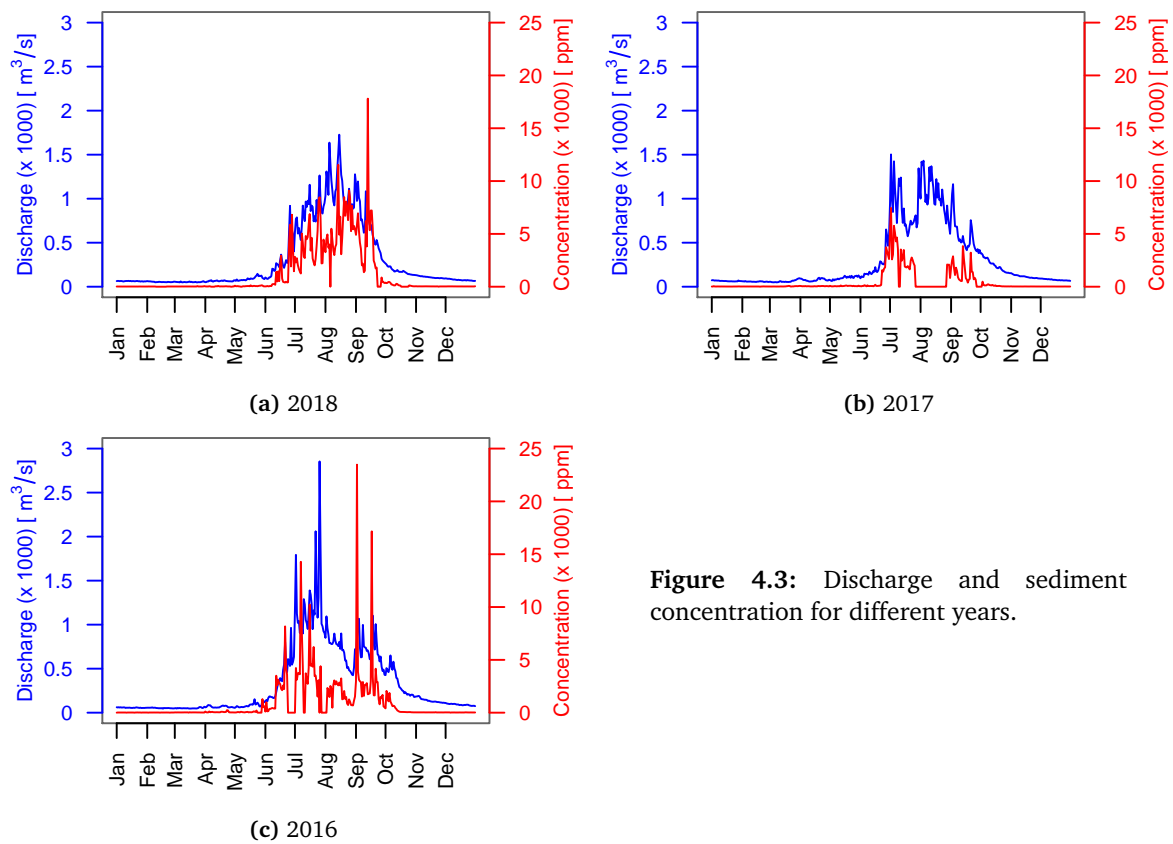 3
2.5
2
1.5
1
0.5
0
Discharge (x 1000) [ m³/s]
25
20
15
10
5
0
Concentration (x 1000) [ ppm]
Jan Feb Mar Apr May Jun Jul Aug Sep Oct Nov Dec
(a) 2018
3
2.5
2
1.5
1
0.5
0
Discharge (x 1000) [ m³/s]
25
20
15
10
5
0
Concentration (x 1000) [ ppm]
Jan Feb Mar Apr May Jun Jul Aug Sep Oct Nov Dec
(b) 2017
3
2.5
2
1.5
1
0.5
0
Discharge (x 1000) [ m³/s]
25
20
15
10
5
0
Concentration (x 1000) [ ppm]
Jan Feb Mar Apr May Jun Jul Aug Sep Oct Nov Dec
(c) 2016
Figure 4.3: Discharge and sediment
concentration for different years.